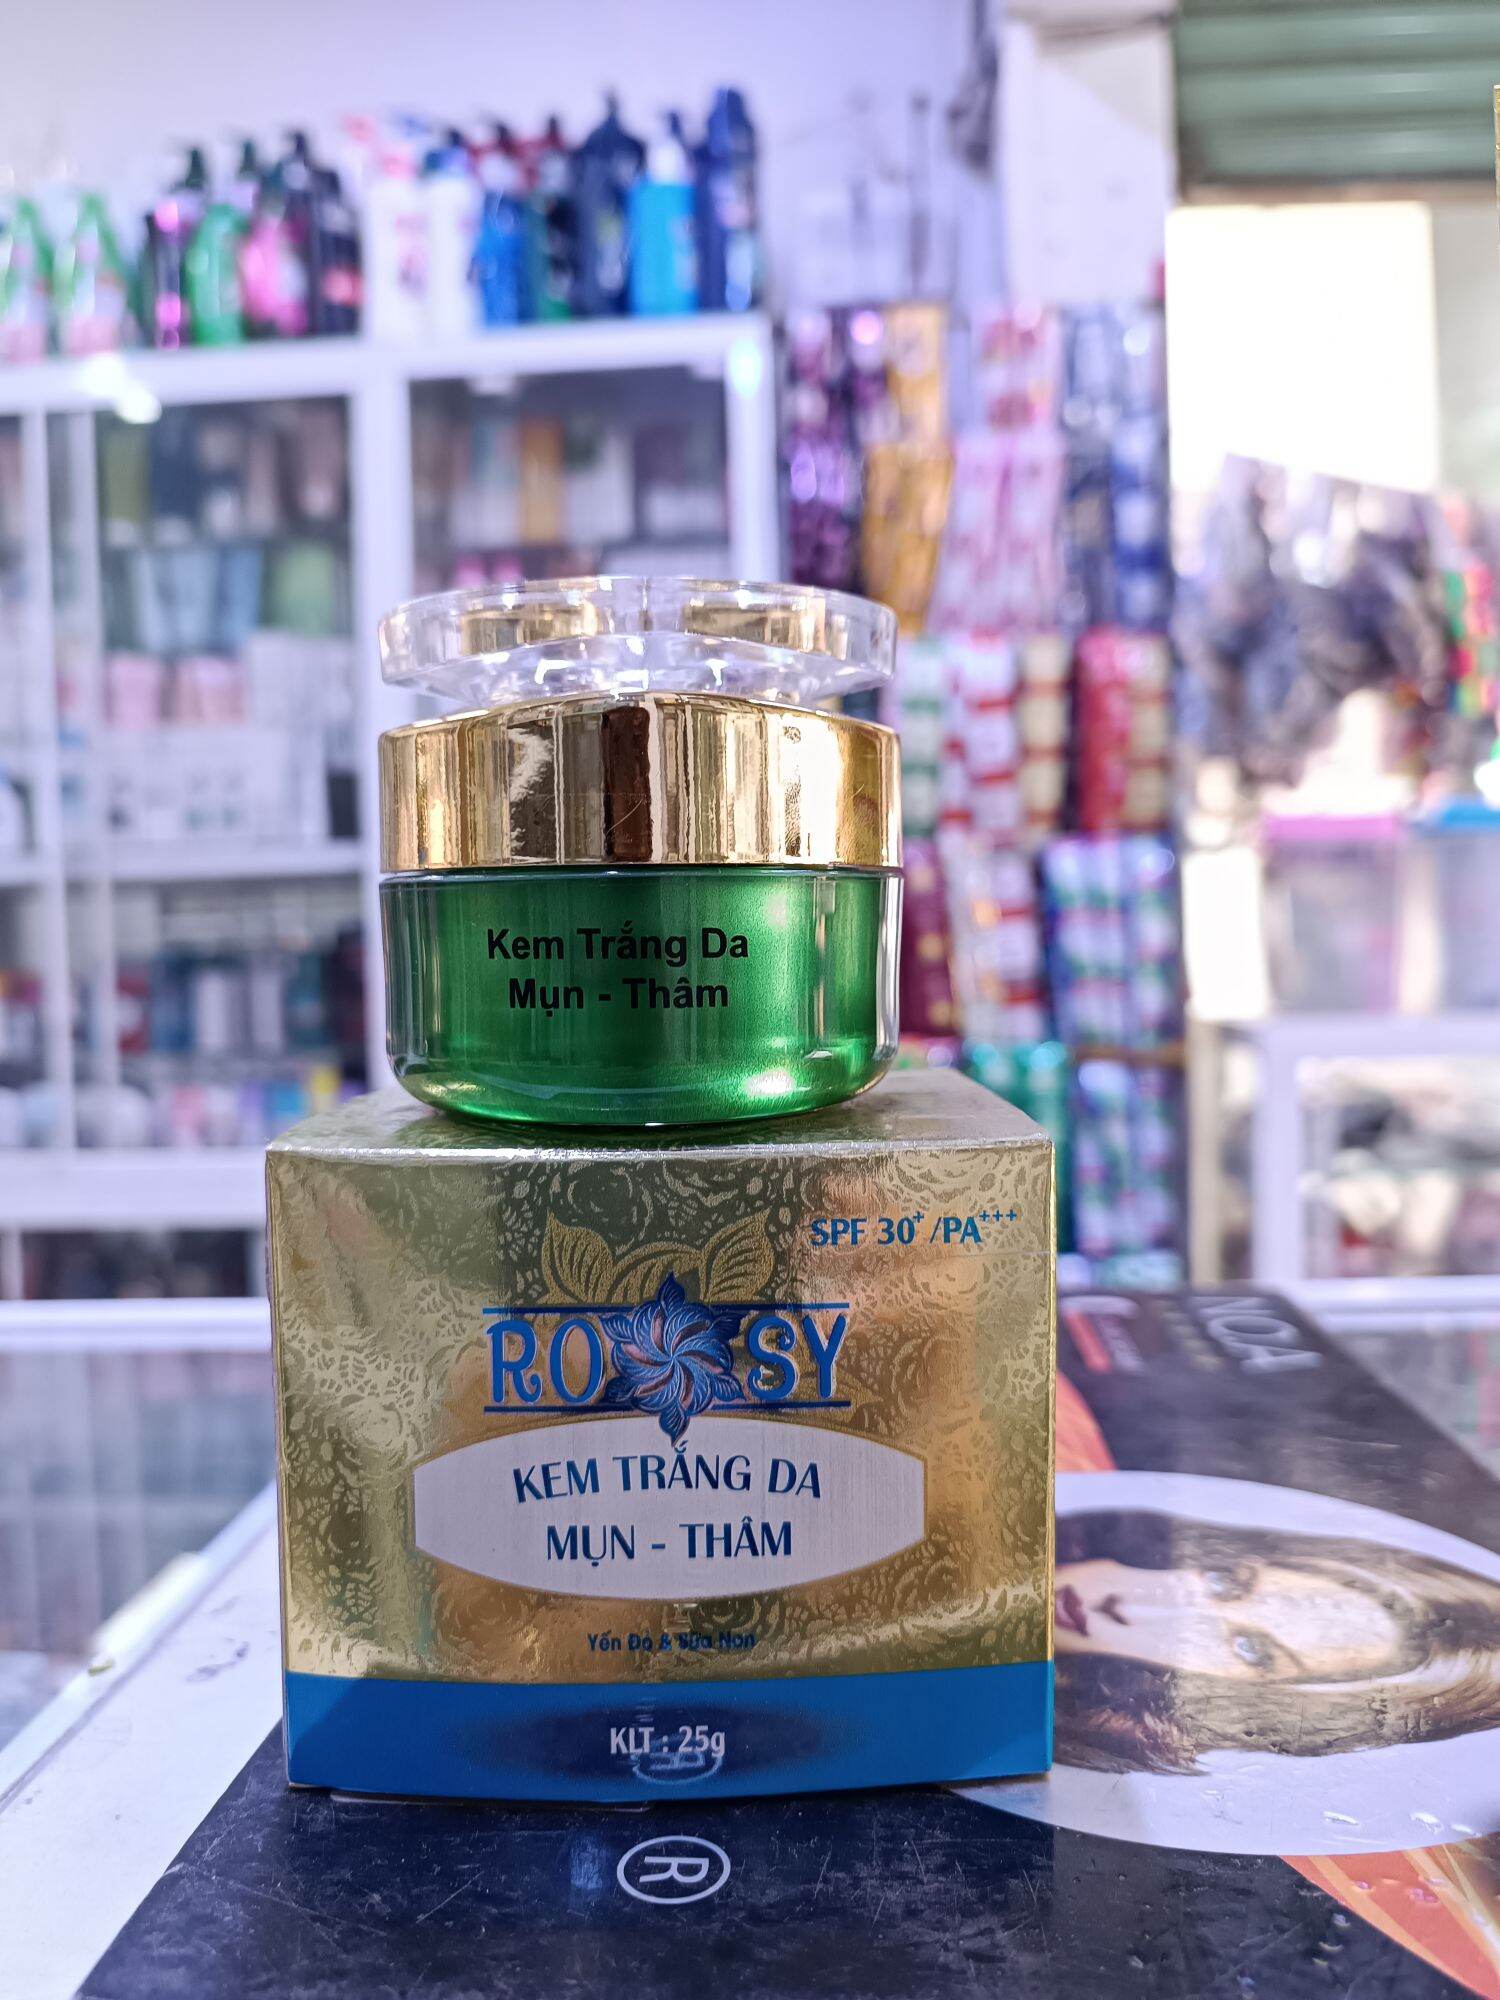 Kem Trắng Da
Mụn - Thâm
SPF 30+ /PA+++
ROSY
KEM TRẮNG DA
MỤN - THÂM
Yến Đỏ & Sữa Non
KLT : 25g
NOA
®